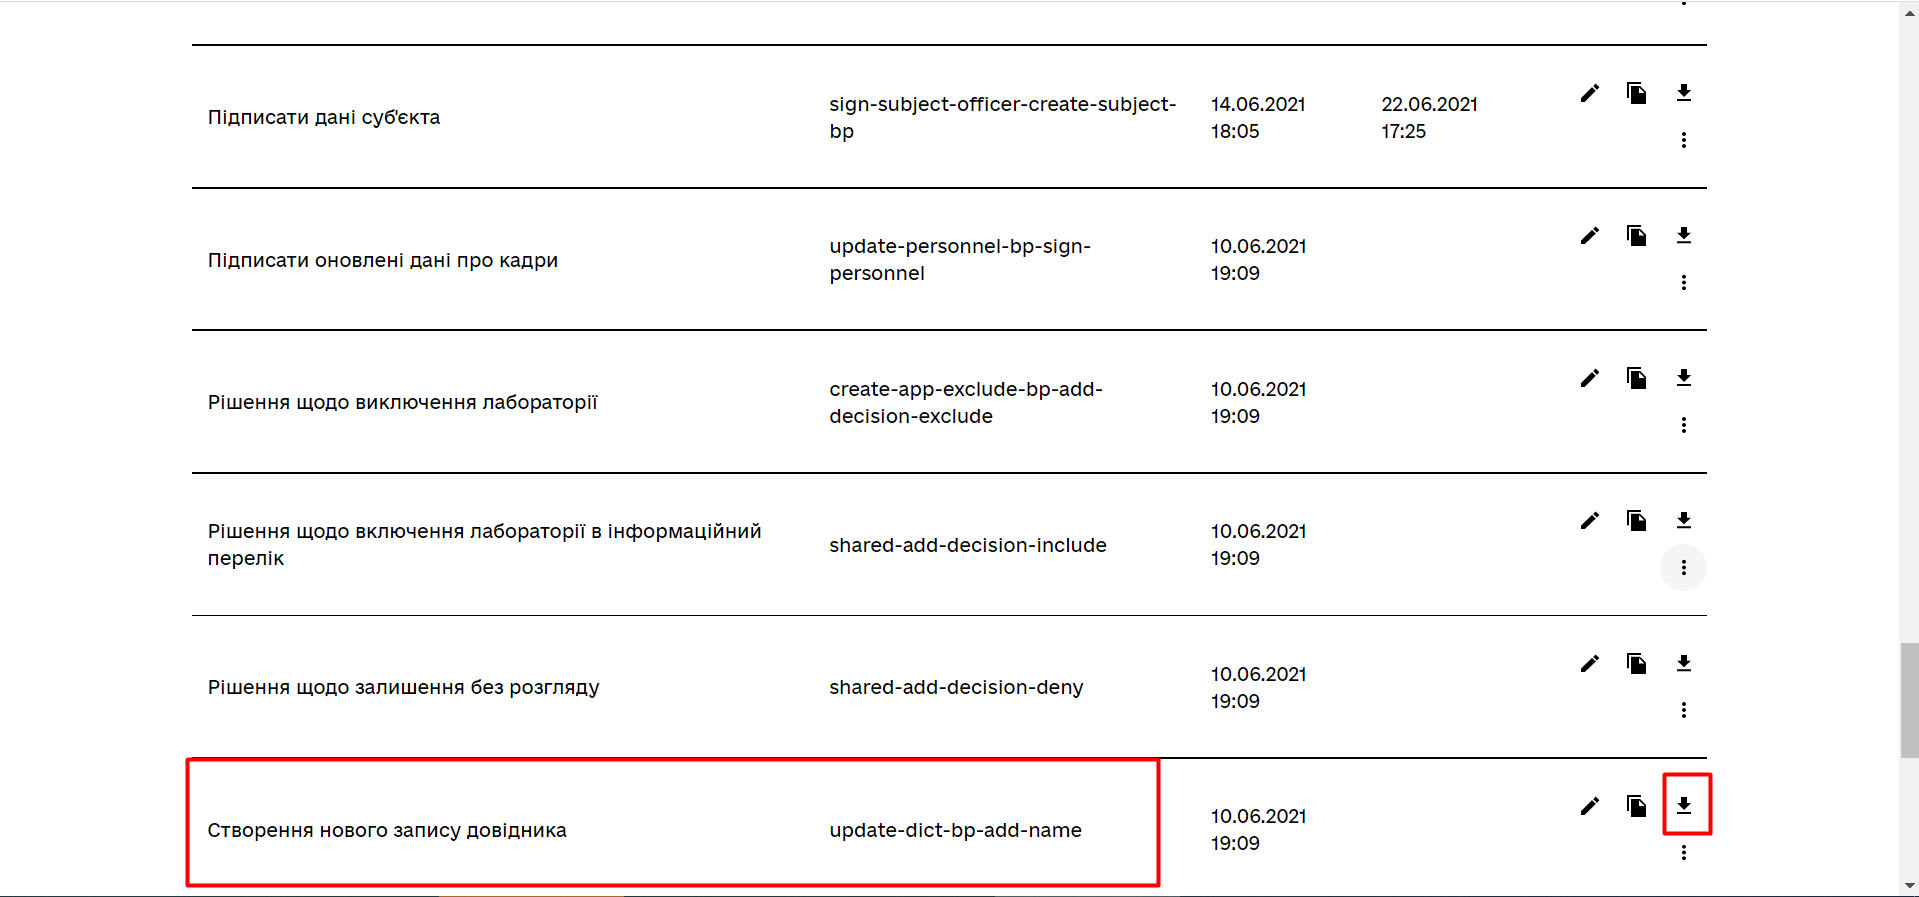 Підписати дані суб'єкта
sign-subject-officer-create-subject-
bp
14.06.2021
18:05
22.06.2021
17:25
Підписати оновлені дані про кадри
update-personnel-bp-sign-
personnel
10.06.2021
19:09
Рішення щодо виключення лабораторії
create-app-exclude-bp-add-
decision-exclude
10.06.2021
19:09
Рішення щодо включення лабораторії в інформаційний
перелік
shared-add-decision-include
10.06.2021
19:09
Рішення щодо залишення без розгляду
shared-add-decision-deny
10.06.2021
19:09
Створення нового запису довідника
update-dict-bp-add-name
10.06.2021
19:09